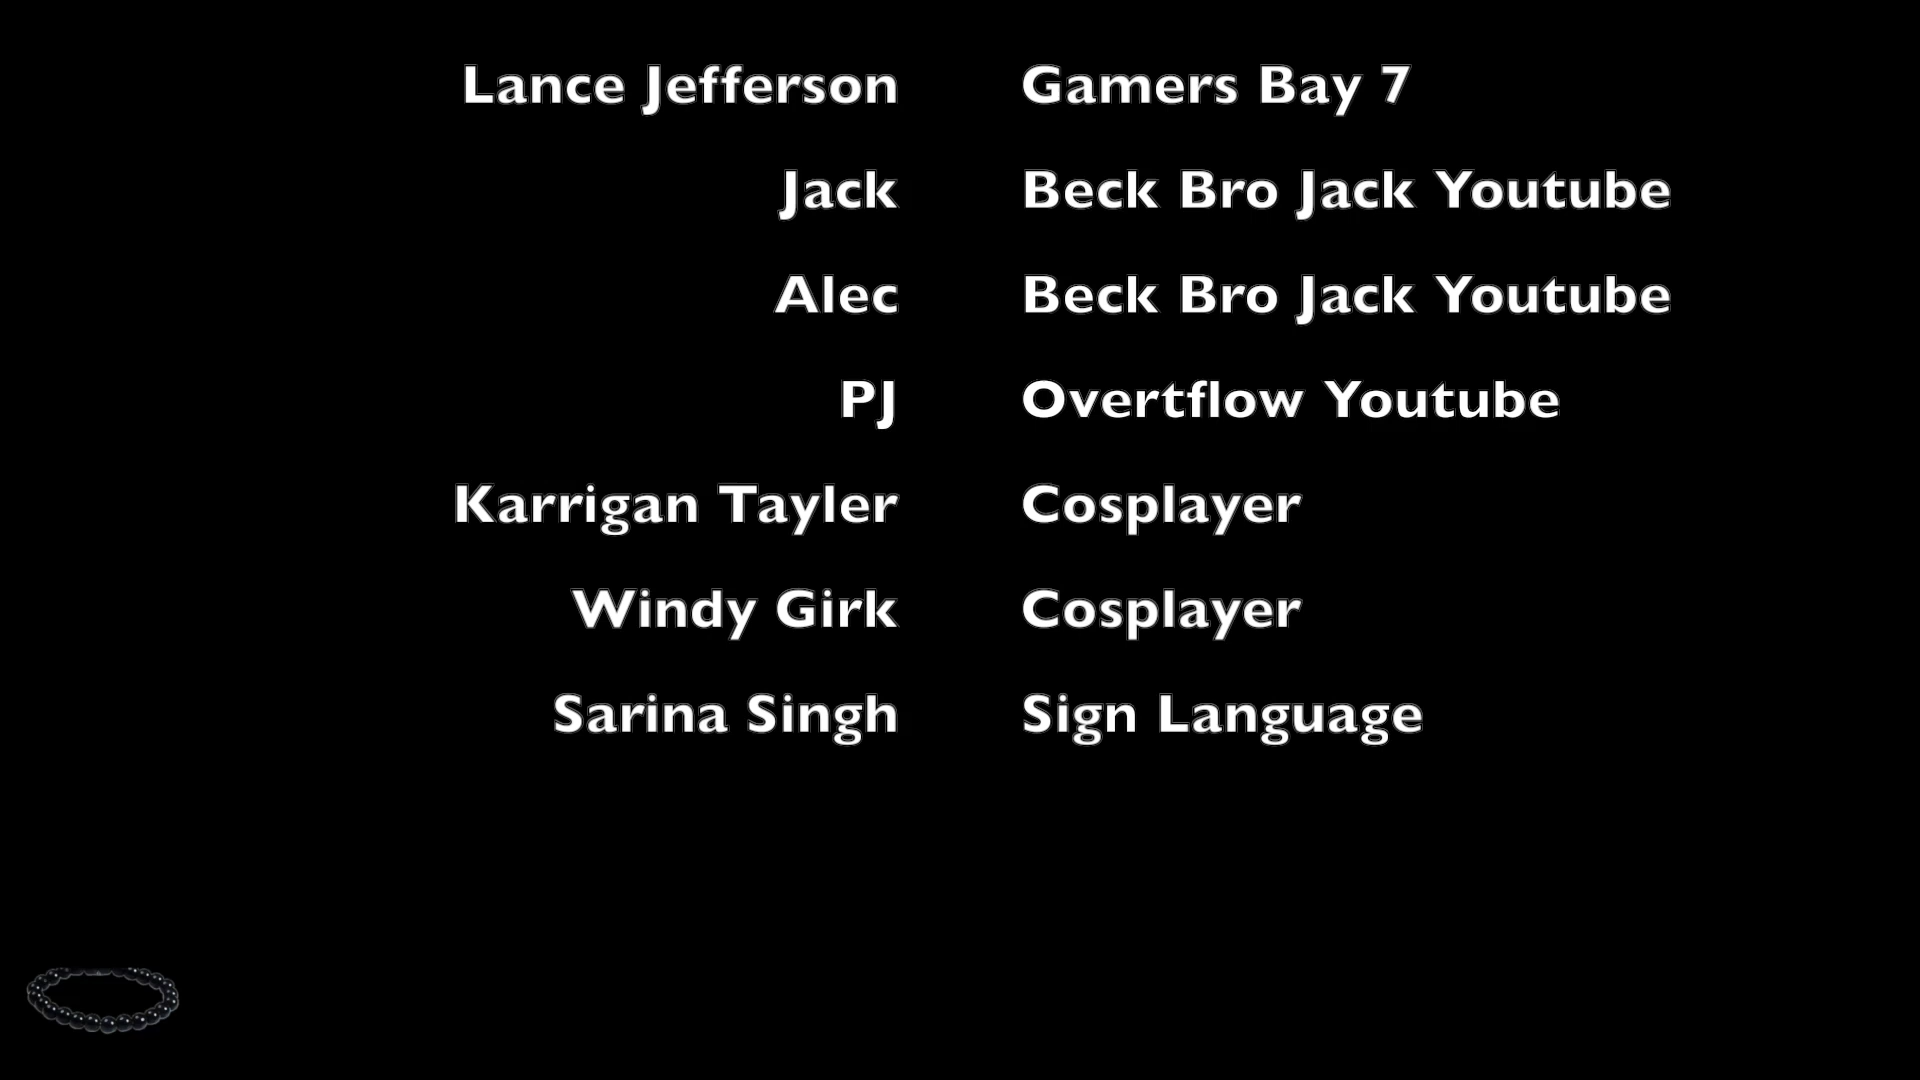 Lance Jefferson Gamers Bay 7
Jack Beck Bro Jack Youtube
Alec Beck Bro Jack Youtube
PJ Overtflow Youtube
Karrigan Tayler Cosplayer
Windy Girk Cosplayer
Sarina Singh Sign Language